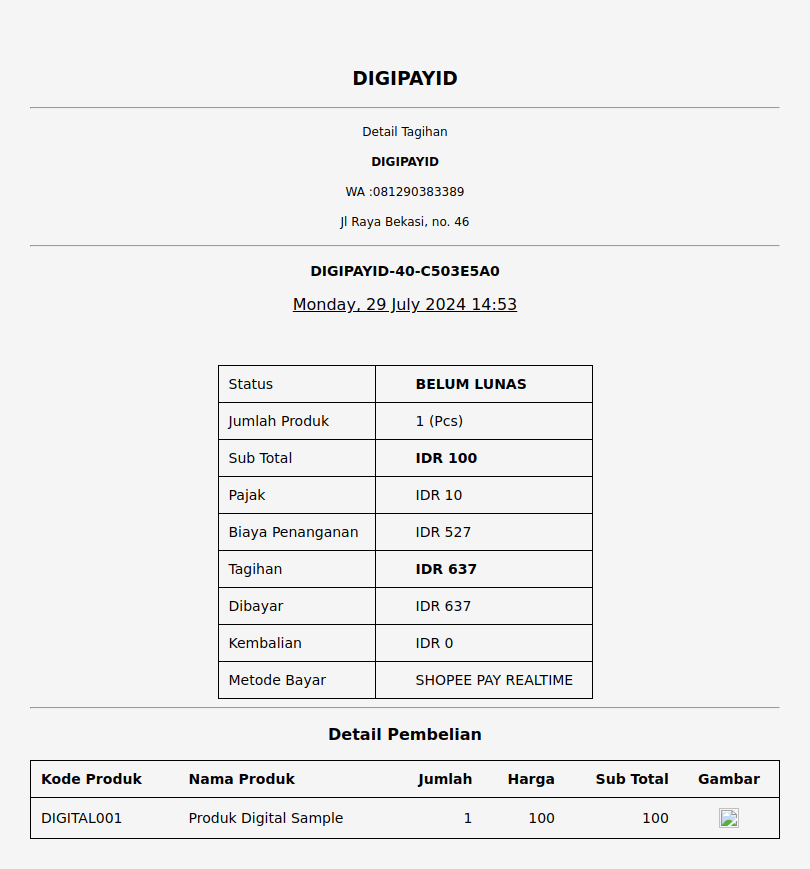 DIGIPAYID
Detail Tagihan
DIGIPAYID
WA :081290383389
Jl Raya Bekasi, no. 46
DIGIPAYID-40-C503E5A0
Monday, 29 July 2024 14:53
Status BELUM LUNAS
Jumlah Produk 1 (Pcs)
Sub Total IDR 100
Pajak IDR 10
Biaya Penanganan IDR 527
Tagihan IDR 637
Dibayar IDR 637
Kembalian IDR 0
Metode Bayar SHOPEE PAY REALTIME
Detail Pembelian
Kode Produk Nama Produk Jumlah Harga Sub Total Gambar
DIGITAL001 Produk Digital Sample 1 100 100